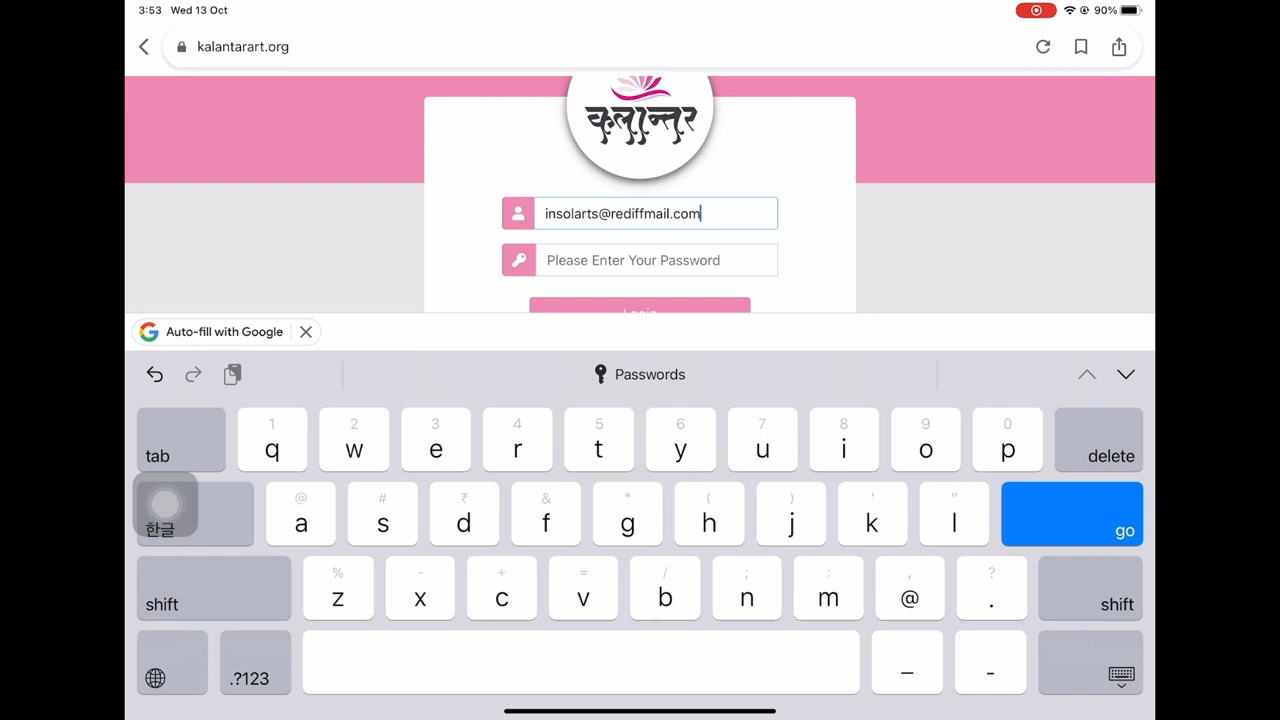 3:53 Wed 13 Oct 90%
kalantarart.org
कलान्तर
insolarts@rediffmail.com
Please Enter Your Password
Login
Auto-fill with Google
Passwords
1 2 3 4 5 6 7 8 9 0
tab q w e r t y u i o p delete
@ # ₹ & * ( ) ' "
한글 a s d f g h j k l go
% - + = / ; : , ?
shift z x c v b n m @ . shift
.?123 _ -